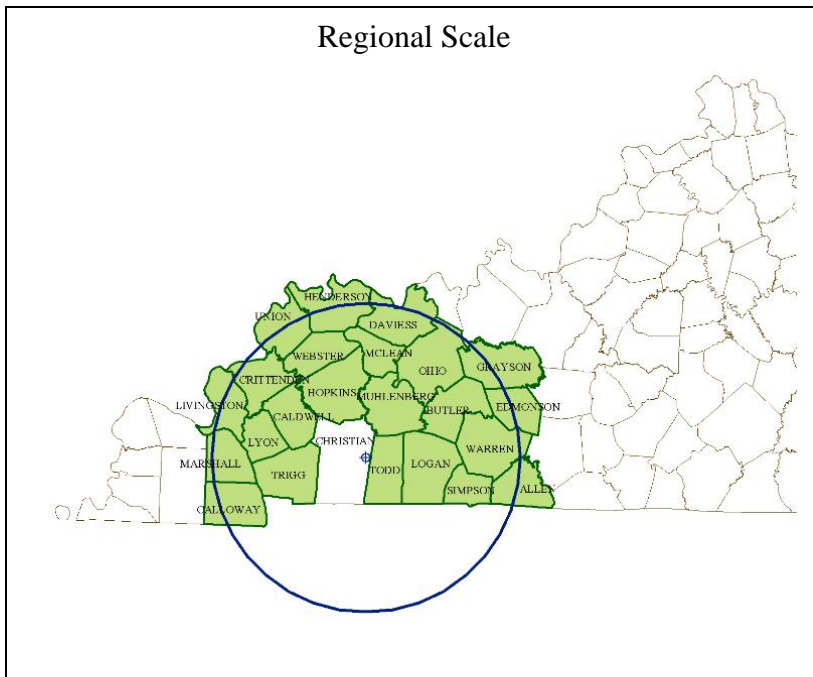 Regional Scale
HENDERSON
UNION
DAVIESS
WEBSTER
MCLEAN
OHIO
GRAYSON
CRITTENDEN
HOPKINS
MUHLENBERG
LIVINGSTON
BUTLER
EDMONSON
CALDWELL
LYON
CHRISTIAN
WARREN
MARSHALL
TRIGG
TODD
LOGAN
SIMPSON
ALLEN
CALLOWAY